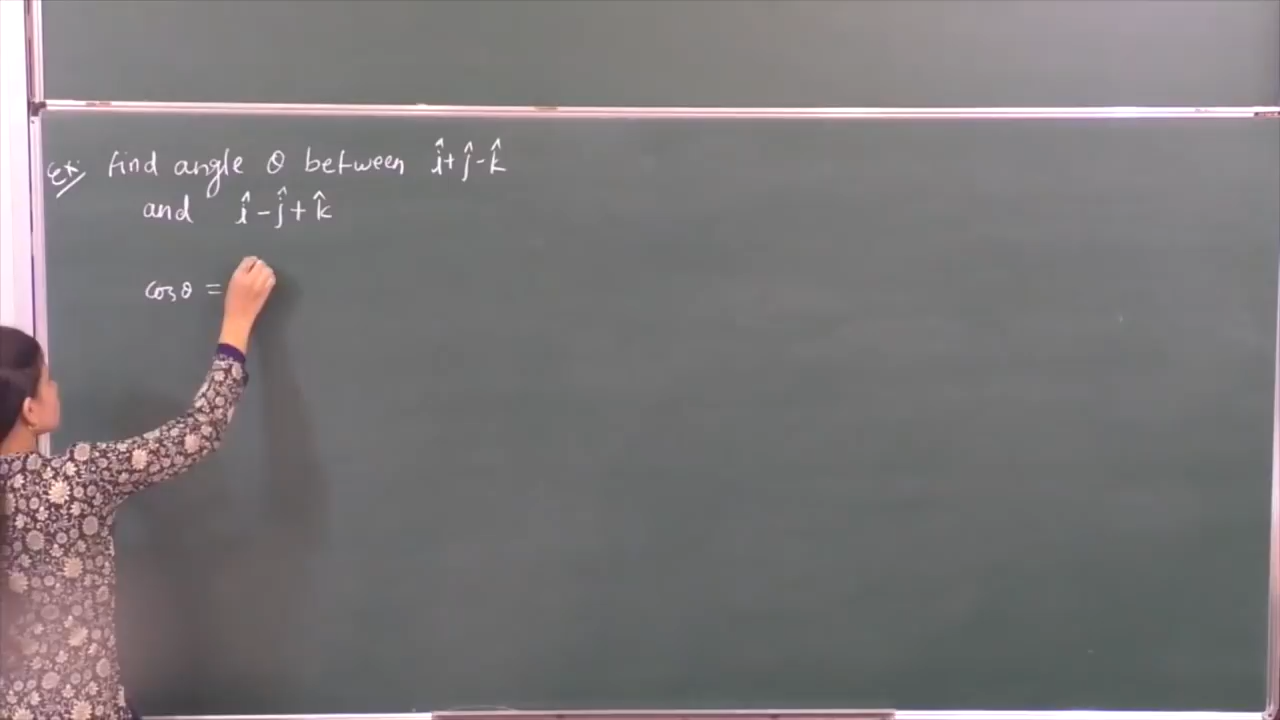 Ex: Find angle θ between î+ĵ-k̂
and î-ĵ+k̂
cosθ =